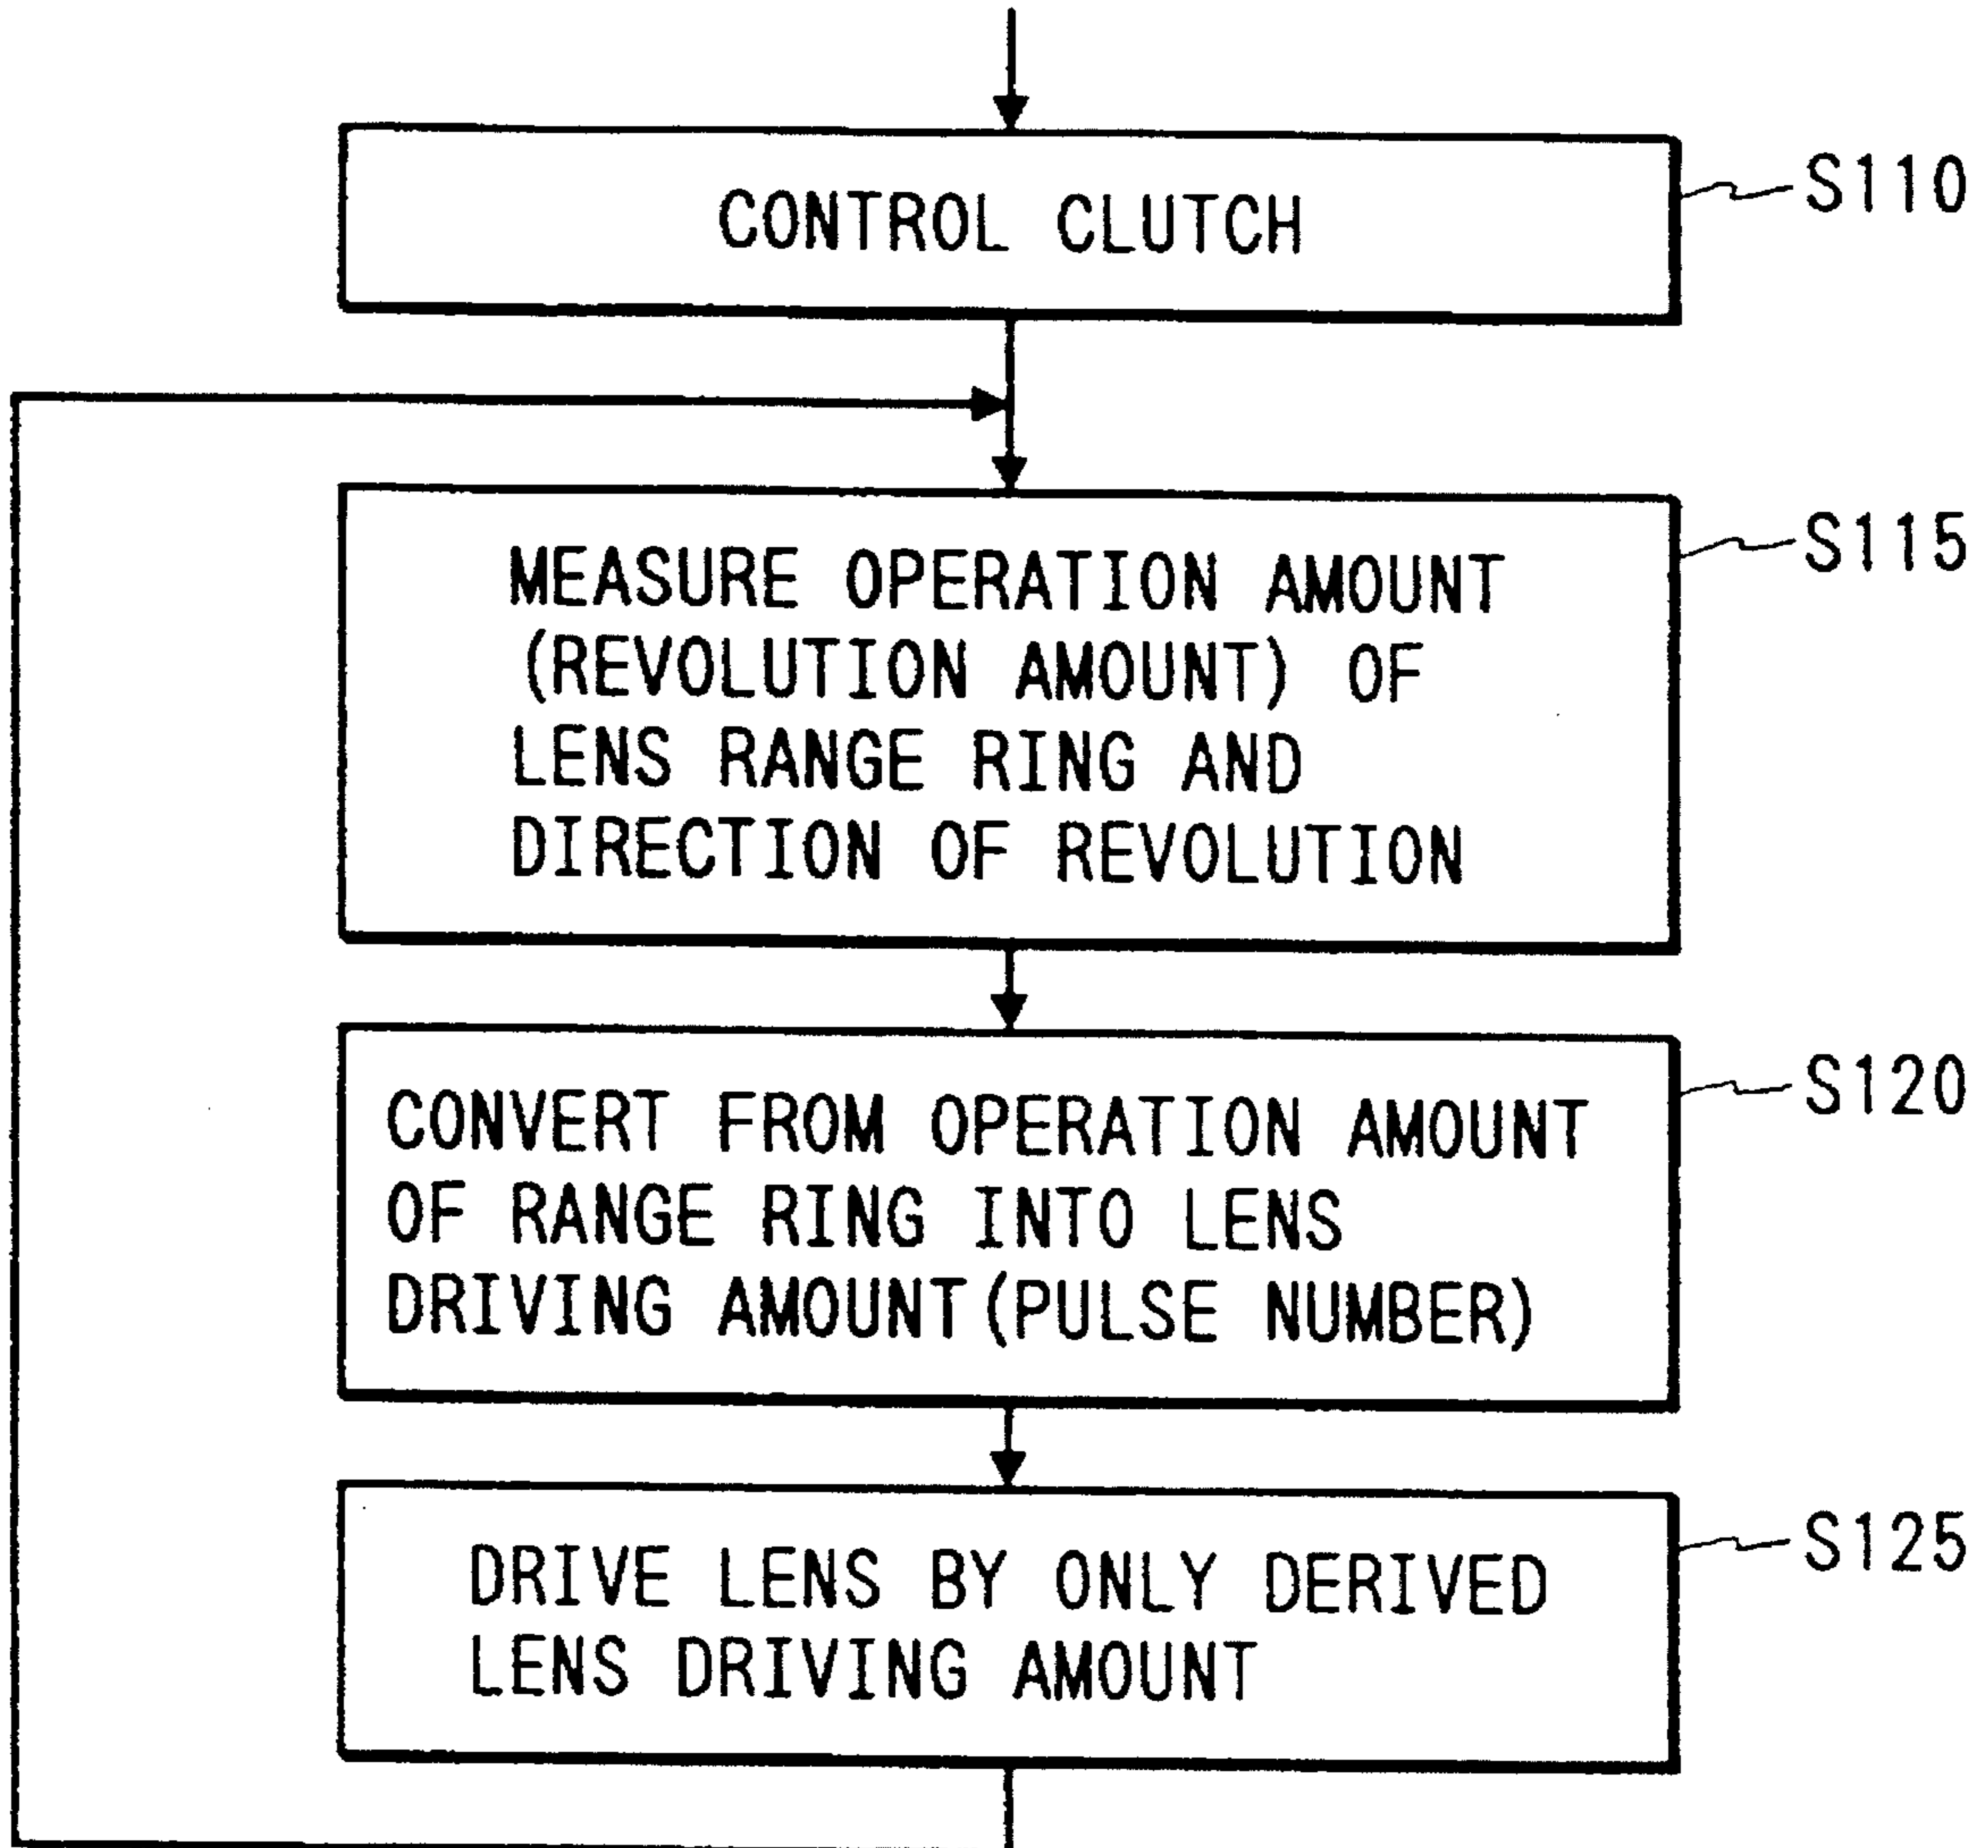 CONTROL CLUTCH
S110
MEASURE OPERATION AMOUNT
(REVOLUTION AMOUNT) OF
LENS RANGE RING AND
DIRECTION OF REVOLUTION
S115
CONVERT FROM OPERATION AMOUNT
OF RANGE RING INTO LENS
DRIVING AMOUNT(PULSE NUMBER)
S120
DRIVE LENS BY ONLY DERIVED
LENS DRIVING AMOUNT
S125